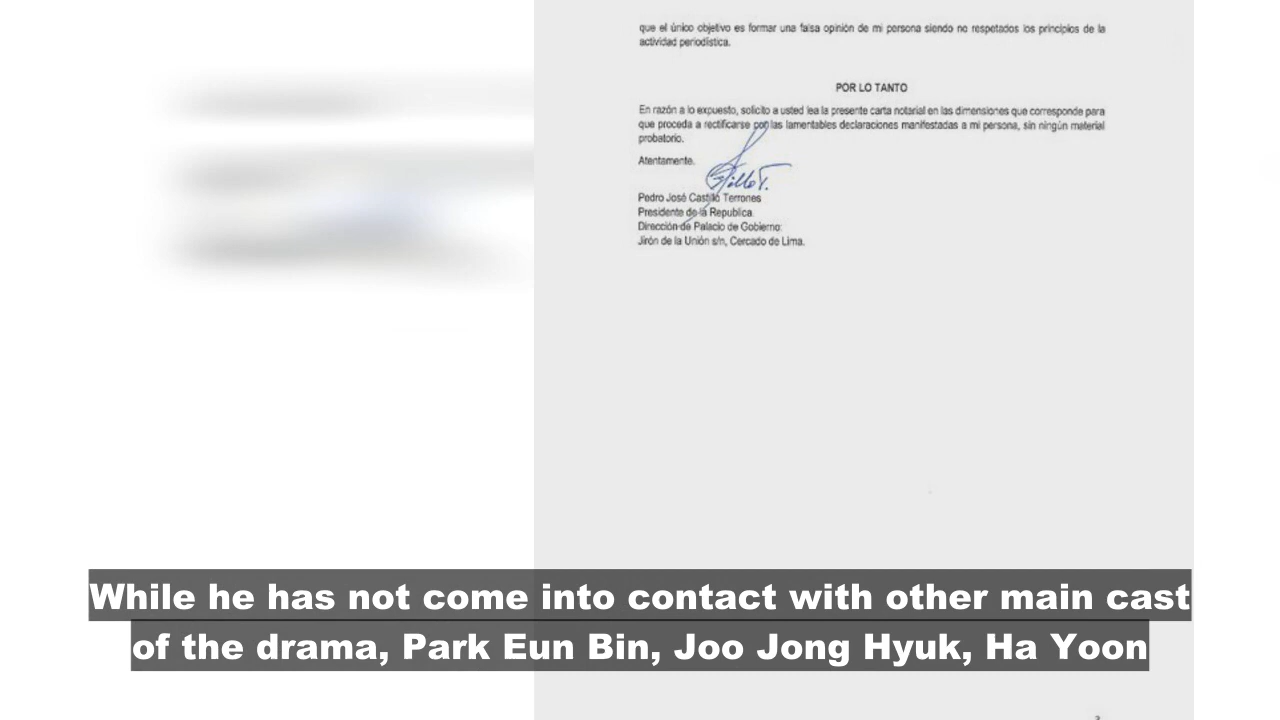 que el único objetivo es formar una falsa opinión de mi persona siendo no respetados los principios de la
actividad periodística.
POR LO TANTO
En razón a lo expuesto, solicito a usted lea la presente carta notarial en las dimensiones que corresponde para
que proceda a rectificarse por las lamentables declaraciones manifestadas a mi persona, sin ningún material
probatorio.
Atentamente.
Pedro José Castillo Terrones
Presidente de la Republica
Dirección de Palacio de Gobierno:
Jirón de la Unión s/n, Cercado de Lima.
While he has not come into contact with other main cast
of the drama, Park Eun Bin, Joo Jong Hyuk, Ha Yoon